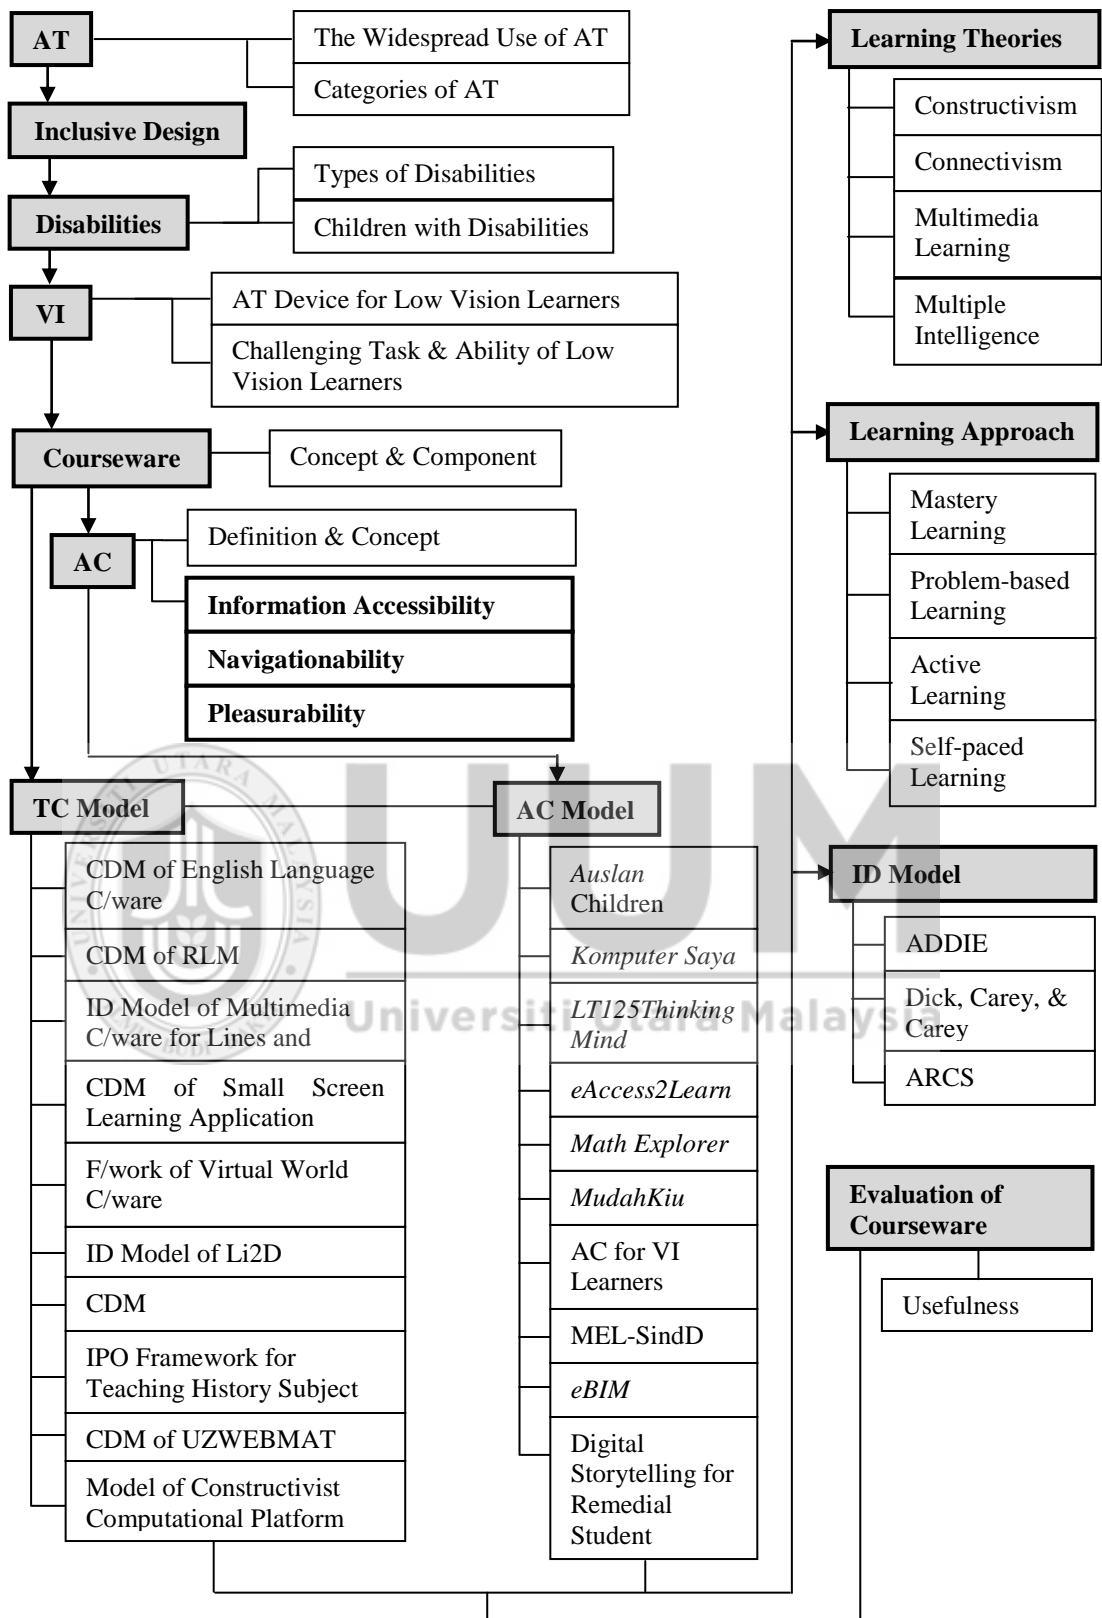 AT
The Widespread Use of AT
Categories of AT
Inclusive Design
Types of Disabilities
Disabilities
Children with Disabilities
VI
AT Device for Low Vision Learners
Challenging Task & Ability of Low
Vision Learners
Courseware
Concept & Component
AC
Definition & Concept
Information Accessibility
Navigationability
Pleasurability
TC Model
CDM of English Language
C/ware
CDM of RLM
ID Model of Multimedia
C/ware for Lines and
CDM of Small Screen
Learning Application
F/work of Virtual World
C/ware
ID Model of Li2D
CDM
IPO Framework for
Teaching History Subject
CDM of UZWEBMAT
Model of Constructivist
Computational Platform
AC Model
Auslan
Children
Komputer Saya
LT125Thinking
Mind
eAccess2Learn
Math Explorer
MudahKiu
AC for VI
Learners
MEL-SindD
eBIM
Digital
Storytelling for
Remedial
Student
Learning Theories
Constructivism
Connectivism
Multimedia
Learning
Multiple
Intelligence
Learning Approach
Mastery
Learning
Problem-based
Learning
Active
Learning
Self-paced
Learning
ID Model
ADDIE
Dick, Carey, &
Carey
ARCS
Evaluation of
Courseware
Usefulness
UUM
Universiti Utara Malaysia
UNIVERSITI UTARA MALAYSIA